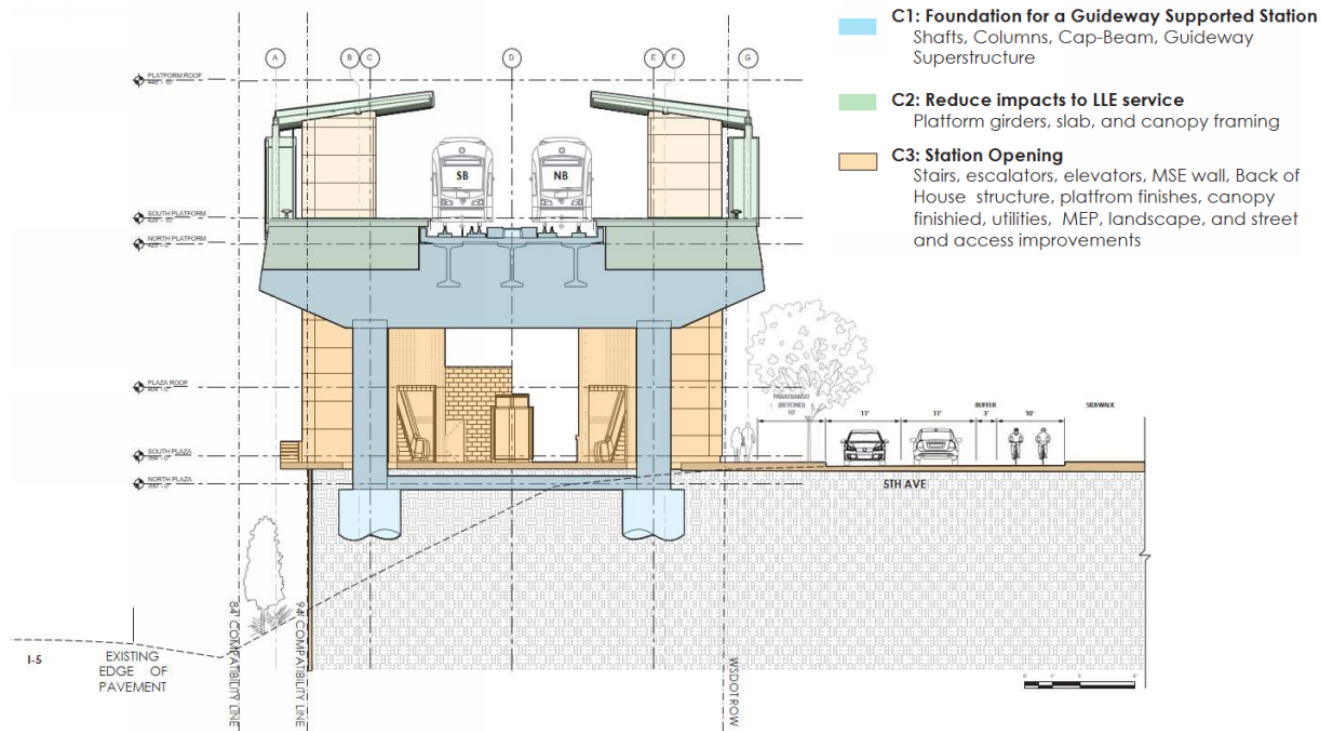 C1: Foundation for a Guideway Supported Station
Shafts, Columns, Cap-Beam, Guideway
Superstructure
C2: Reduce impacts to LLE service
Platform girders, slab, and canopy framing
C3: Station Opening
Stairs, escalators, elevators, MSE wall, Back of
House structure, platfrom finishes, canopy
finishied, utilities, MEP, landscape, and street
and access improvements
A
B
C
D
E
F
G
PLATFORM ROOF
SB
NB
SOUTH PLATFORM
NORTH PLATFORM
PLAZA ROOF
SOUTH PLAZA
NORTH PLAZA
PARATRANSIT
(BEYOND)
10'
11'
11'
BUFFER
3'
10'
SIDEWALK
5TH AVE
I-5
EXISTING
EDGE OF
PAVEMENT
84' COMPATIBILITY LINE
94' COMPATIBILITY LINE
WSDOT ROW